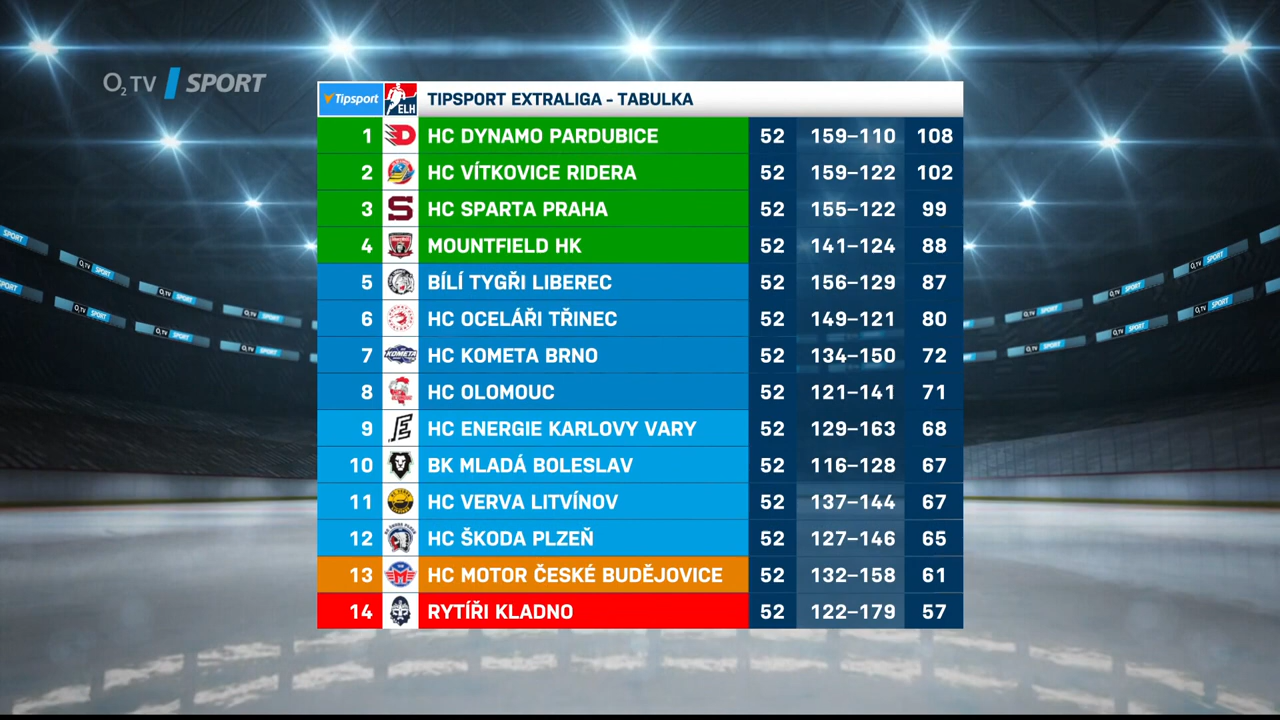 O₂ TV SPORT
Tipsport ELH TIPSPORT EXTRALIGA - TABULKA
1 HC DYNAMO PARDUBICE 52 159–110 108
2 HC VÍTKOVICE RIDERA 52 159–122 102
3 HC SPARTA PRAHA 52 155–122 99
4 MOUNTFIELD HK 52 141–124 88
5 BÍLÍ TYGŘI LIBEREC 52 156–129 87
6 HC OCELÁŘI TŘINEC 52 149–121 80
7 KOMETA HC KOMETA BRNO 52 134–150 72
8 HC OLOMOUC 52 121–141 71
9 HC ENERGIE KARLOVY VARY 52 129–163 68
10 BK MLADÁ BOLESLAV 52 116–128 67
11 HC VERVA LITVÍNOV 52 137–144 67
12 HC ŠKODA PLZEŇ 52 127–146 65
13 HC MOTOR ČESKÉ BUDĚJOVICE 52 132–158 61
14 RYTÍŘI KLADNO 52 122–179 57